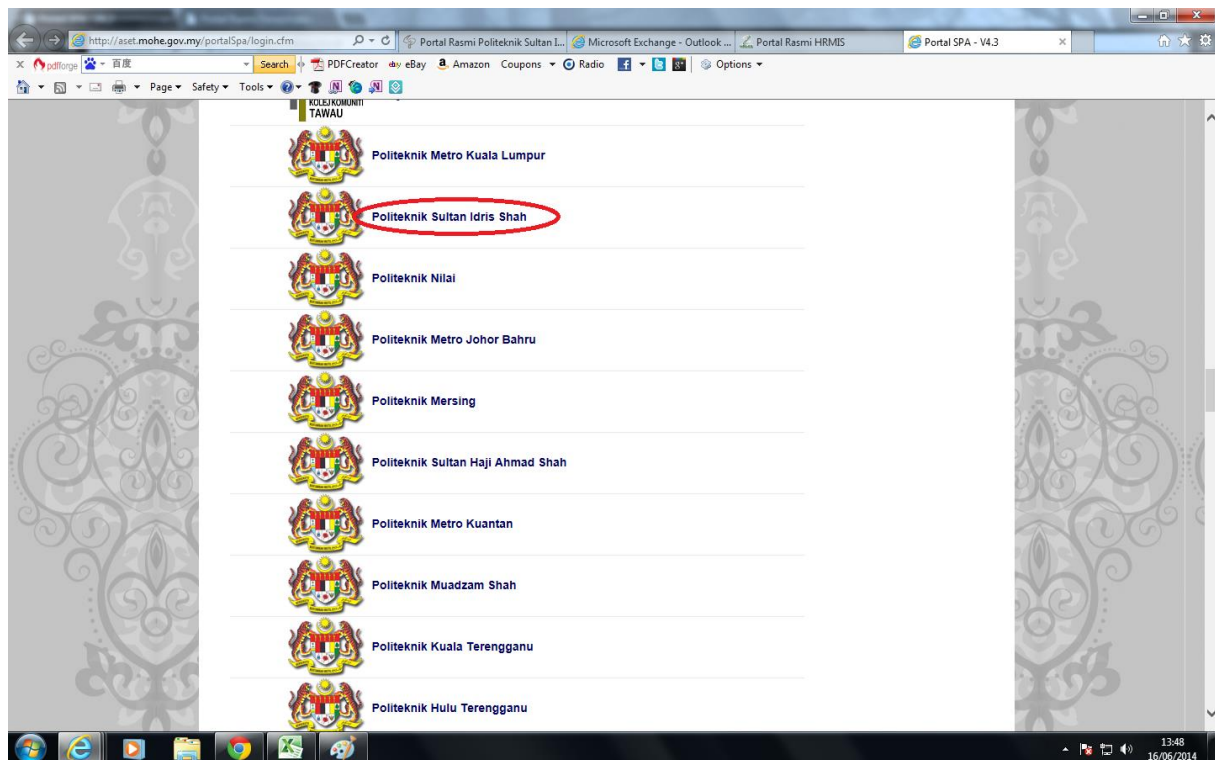 http://aset.mohe.gov.my/portalSpa/login.cfm
Portal Rasmi Politeknik Sultan I...
Microsoft Exchange - Outlook ...
Portal Rasmi HRMIS
Portal SPA - V4.3
pdfforge
百度
Search
PDFCreator
eBay
Amazon
Coupons
Radio
Options
Page
Safety
Tools
KOLEJ KOMUNITI
TAWAU
Politeknik Metro Kuala Lumpur
Politeknik Sultan Idris Shah
Politeknik Nilai
Politeknik Metro Johor Bahru
Politeknik Mersing
Politeknik Sultan Haji Ahmad Shah
Politeknik Metro Kuantan
Politeknik Muadzam Shah
Politeknik Kuala Terengganu
Politeknik Hulu Terengganu
13:48
16/06/2014